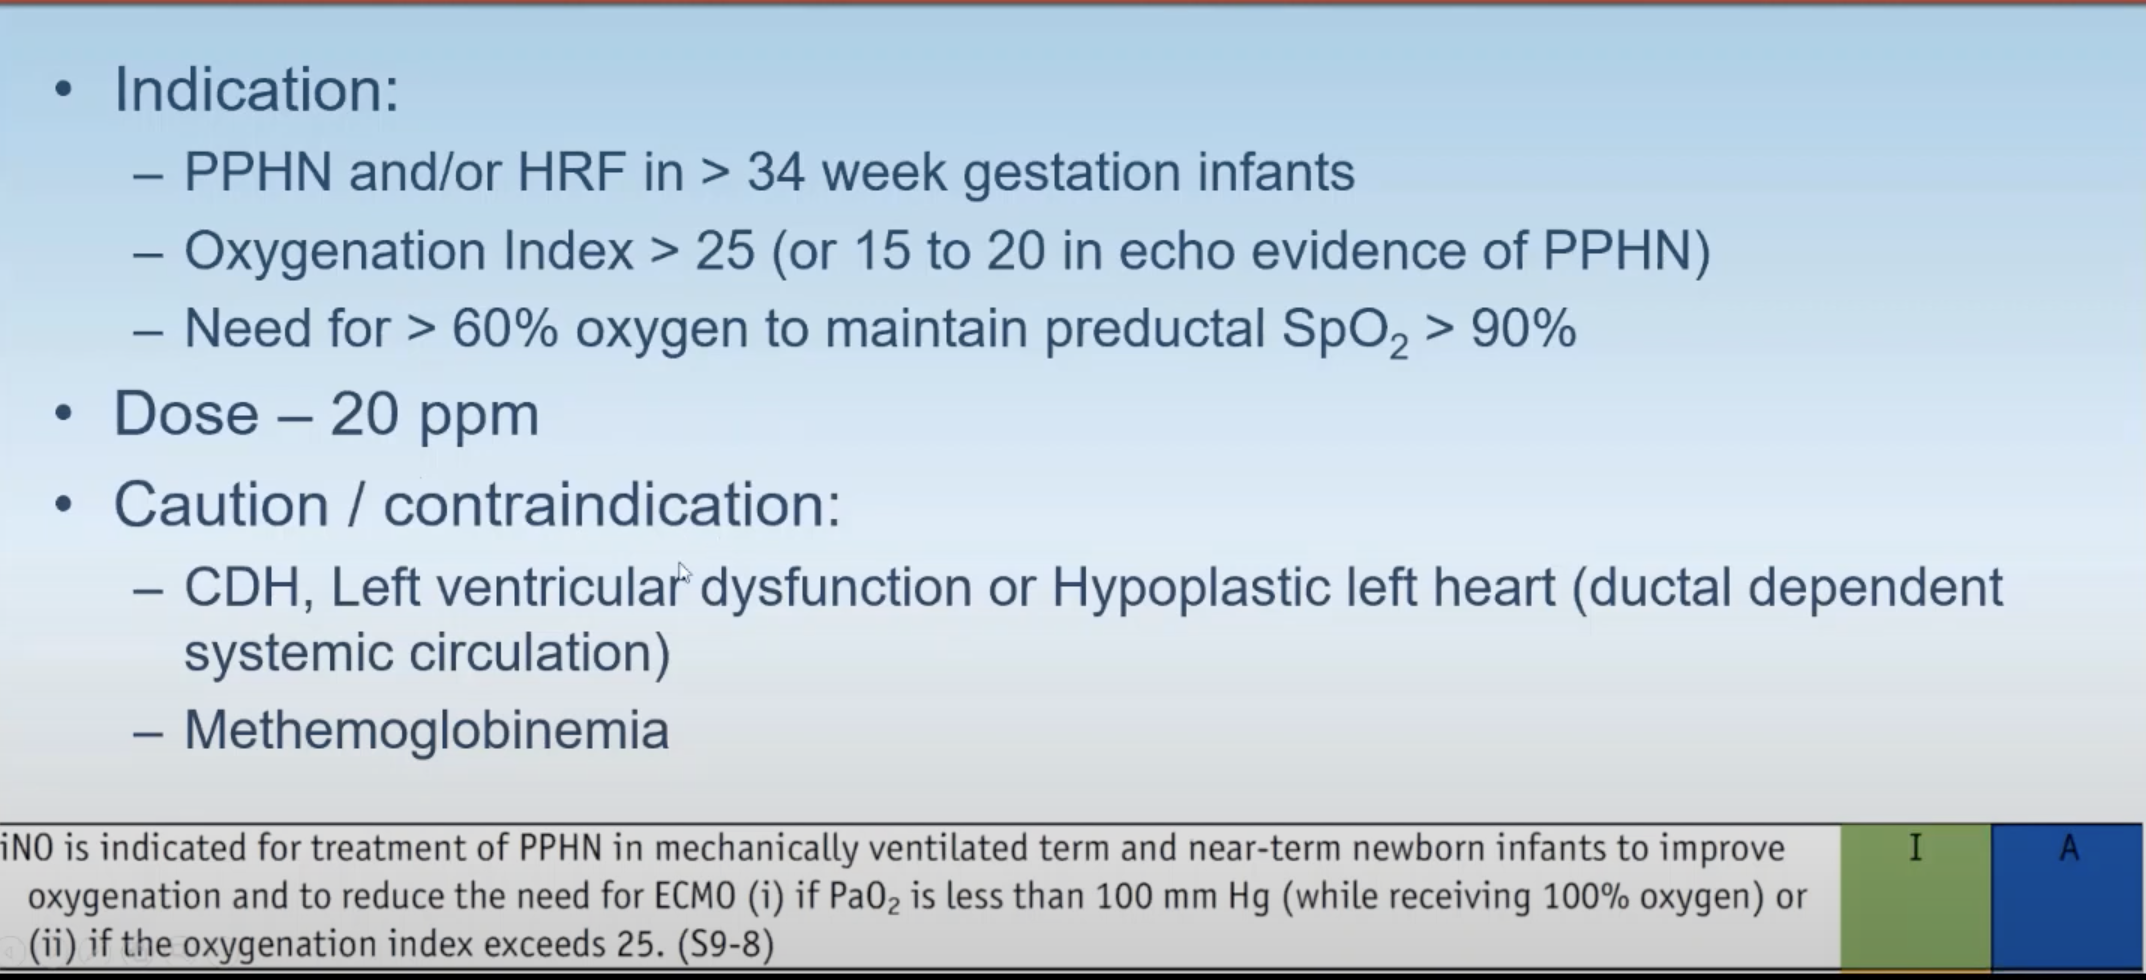 • Indication:
– PPHN and/or HRF in > 34 week gestation infants
– Oxygenation Index > 25 (or 15 to 20 in echo evidence of PPHN)
– Need for > 60% oxygen to maintain preductal SpO₂ > 90%
• Dose – 20 ppm
• Caution / contraindication:
– CDH, Left ventricular dysfunction or Hypoplastic left heart (ductal dependent
systemic circulation)
– Methemoglobinemia
iNO is indicated for treatment of PPHN in mechanically ventilated term and near-term newborn infants to improve I A
oxygenation and to reduce the need for ECMO (i) if PaO₂ is less than 100 mm Hg (while receiving 100% oxygen) or
(ii) if the oxygenation index exceeds 25. (S9-8)